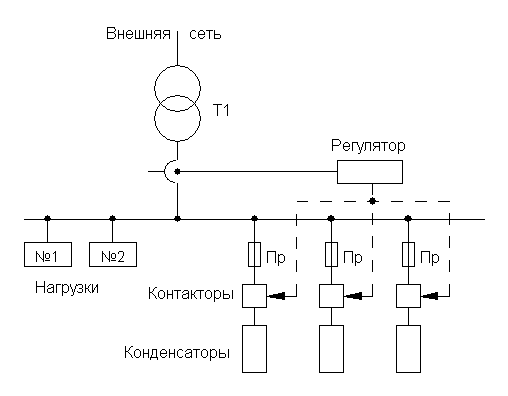 Внешняя сеть
Т1
Регулятор
№1 №2
Пр Пр Пр
Нагрузки
Контакторы
Конденсаторы